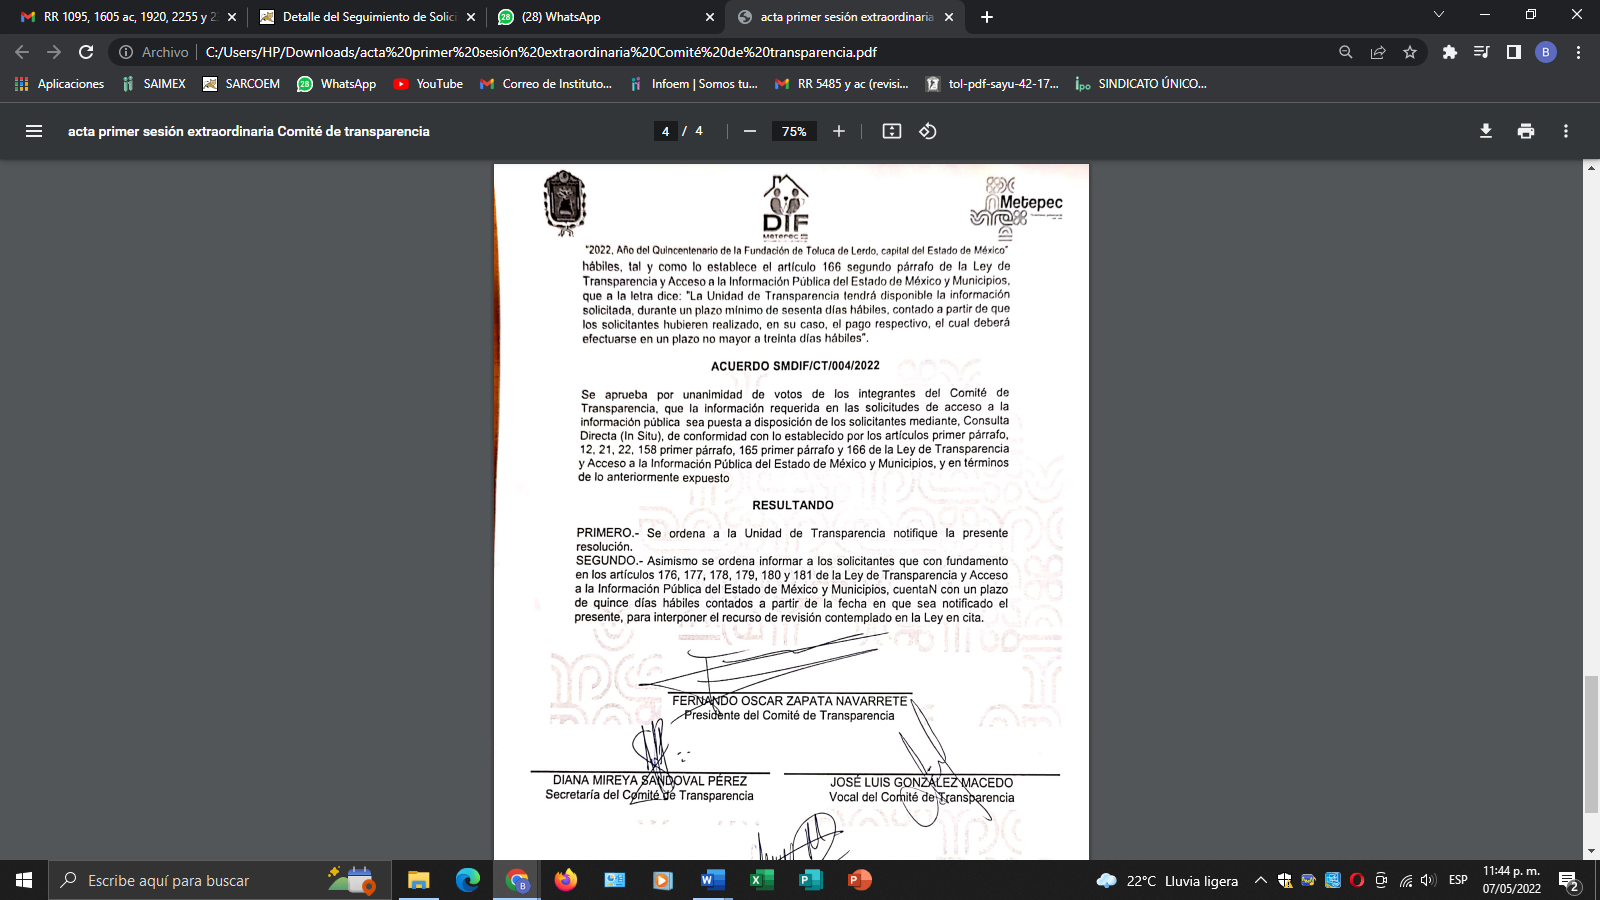 RR 1095, 1605 ac, 1920, 2255 y 2
Detalle del Seguimiento de Solici
(28) WhatsApp
acta primer sesión extraordinaria
Archivo
C:/Users/HP/Downloads/acta%20primer%20sesión%20extraordinaria%20Comité%20de%20transparencia.pdf
B
Aplicaciones
SAIMEX
SARCOEM
WhatsApp
YouTube
Correo de Instituto...
Infoem | Somos tu...
RR 5485 y ac (revisi...
tol-pdf-sayu-42-17...
SINDICATO ÚNICO...
acta primer sesión extraordinaria Comité de transparencia
4 / 4
75%
DIF
Metepec
Metepec
"2022, Año del Quincentenario de la Fundación de Toluca de Lerdo, capital del Estado de México"
hábiles, tal y como lo establece el artículo 166 segundo párrafo de la Ley de
Transparencia y Acceso a la Información Pública del Estado de México y Municipios,
que a la letra dice: "La Unidad de Transparencia tendrá disponible la información
solicitada, durante un plazo mínimo de sesenta días hábiles, contado a partir de que
los solicitantes hubieren realizado, en su caso, el pago respectivo, el cual deberá
efectuarse en un plazo no mayor a treinta días hábiles".
ACUERDO SMDIF/CT/004/2022
Se aprueba por unanimidad de votos de los integrantes del Comité de
Transparencia, que la información requerida en las solicitudes de acceso a la
información pública sea puesta a disposición de los solicitantes mediante, Consulta
Directa (In Situ), de conformidad con lo establecido por los artículos primer párrafo,
12, 21, 22, 158 primer párrafo, 165 primer párrafo y 166 de la Ley de Transparencia
y Acceso a la Información Pública del Estado de México y Municipios, y en términos
de lo anteriormente expuesto
RESULTANDO
PRIMERO.- Se ordena a la Unidad de Transparencia notifique la presente
resolución.
SEGUNDO.- Asimismo se ordena informar a los solicitantes que con fundamento
en los artículos 176, 177, 178, 179, 180 y 181 de la Ley de Transparencia y Acceso
a la Información Pública del Estado de México y Municipios, cuentaN con un plazo
de quince días hábiles contados a partir de la fecha en que sea notificado el
presente, para interponer el recurso de revisión contemplado en la Ley en cita.
FERNANDO OSCAR ZAPATA NAVARRETE
Presidente del Comité de Transparencia
DIANA MIREYA SANDOVAL PÉREZ
Secretaría del Comité de Transparencia
JOSÉ LUIS GONZÁLEZ MACEDO
Vocal del Comité de Transparencia
Escribe aquí para buscar
22°C Lluvia ligera
ESP
11:44 p. m.
07/05/2022
2